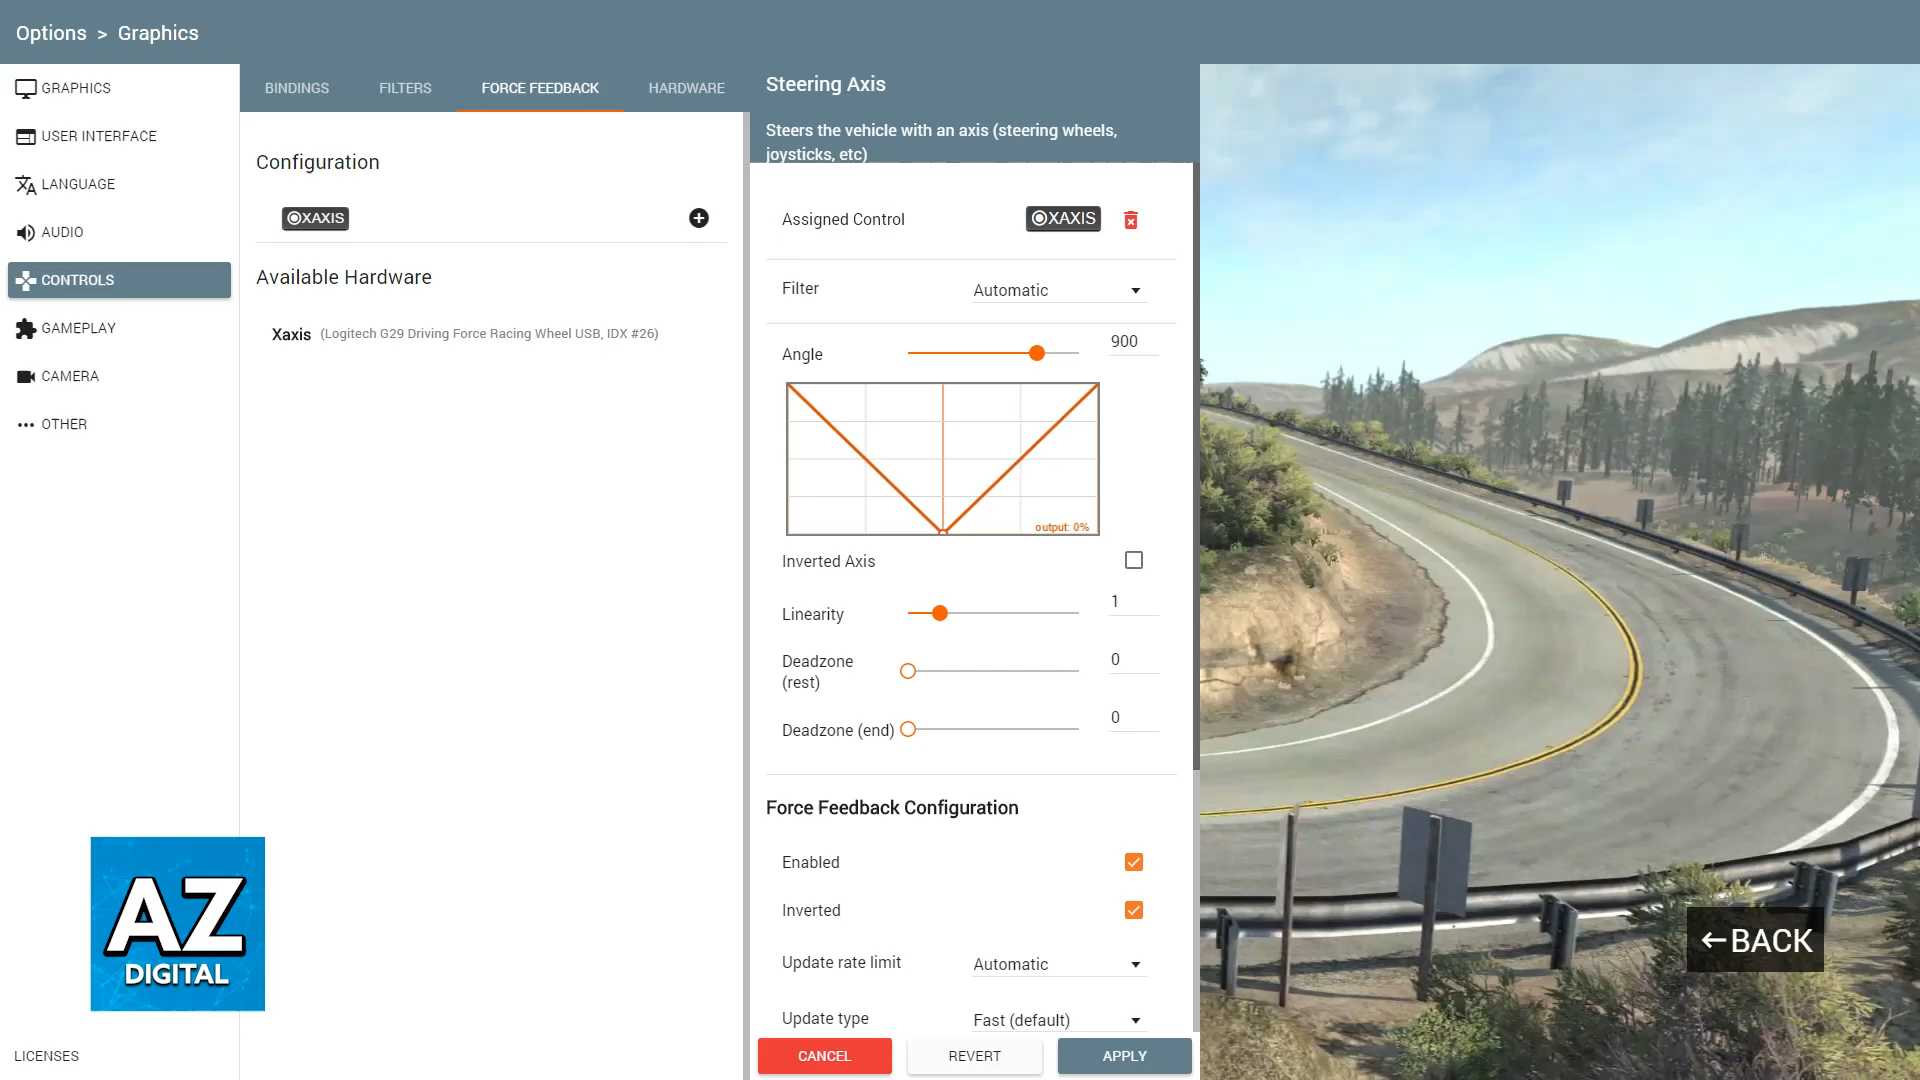 Options > Graphics
GRAPHICS
USER INTERFACE
LANGUAGE
AUDIO
CONTROLS
GAMEPLAY
CAMERA
OTHER
LICENSES
BINDINGS
FILTERS
FORCE FEEDBACK
HARDWARE
Configuration
XAXIS
Available Hardware
Xaxis (Logitech G29 Driving Force Racing Wheel USB, IDX #26)
Steering Axis
Steers the vehicle with an axis (steering wheels,
joysticks, etc)
Assigned Control XAXIS
Filter Automatic
Angle 900
output: 0%
Inverted Axis
Linearity 1
Deadzone
(rest) 0
Deadzone (end) 0
Force Feedback Configuration
Enabled
Inverted
Update rate limit Automatic
Update type Fast (default)
CANCEL REVERT APPLY
←BACK
AZ
DIGITAL